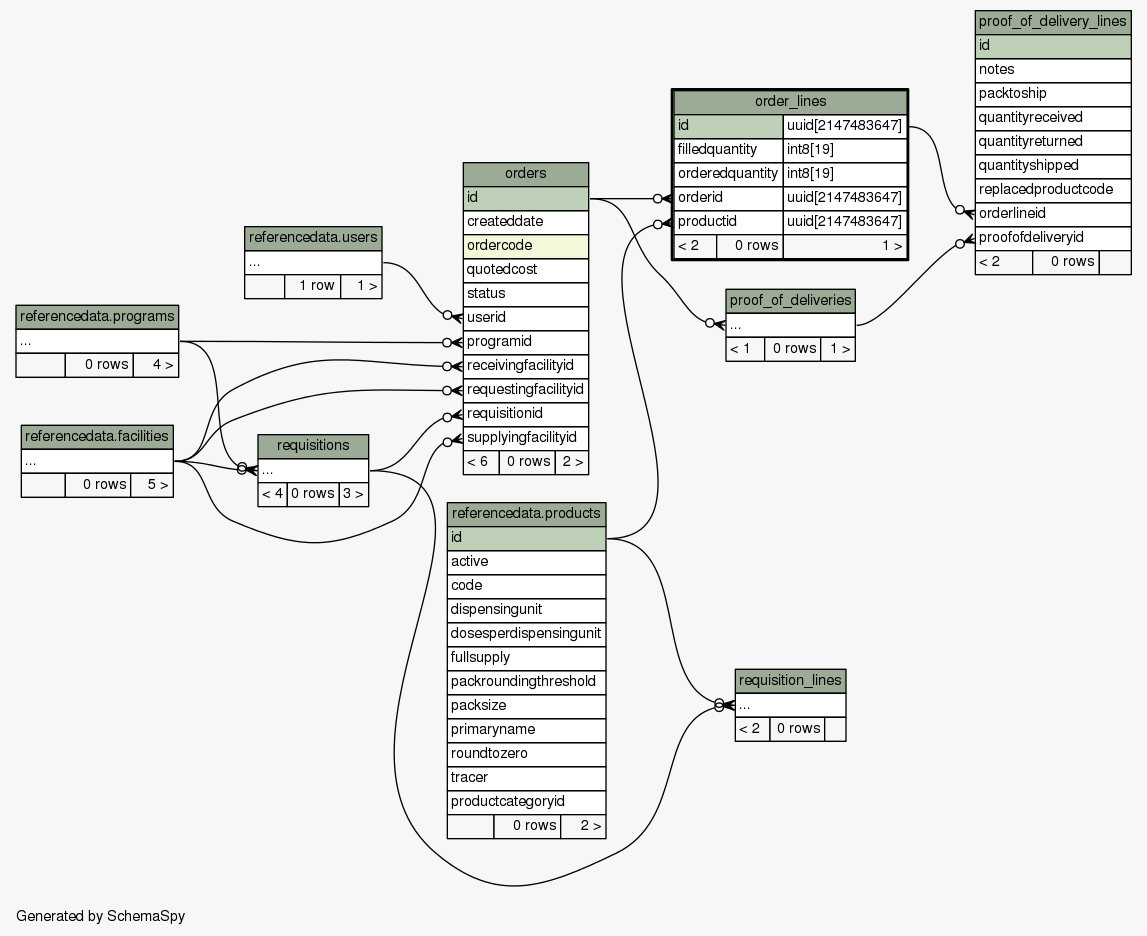 proof_of_delivery_lines
id
notes
packtoship
quantityreceived
quantityreturned
quantityshipped
replacedproductcode
orderlineid
proofofdeliveryid
< 2 0 rows
order_lines
id uuid[2147483647]
filledquantity int8[19]
orderedquantity int8[19]
orderid uuid[2147483647]
productid uuid[2147483647]
< 2 0 rows 1 >
orders
id
createddate
ordercode
quotedcost
status
userid
programid
receivingfacilityid
requestingfacilityid
requisitionid
supplyingfacilityid
< 6 0 rows 2 >
referencedata.users
...
1 row 1 >
proof_of_deliveries
...
< 1 0 rows 1 >
referencedata.programs
...
0 rows 4 >
referencedata.facilities
...
0 rows 5 >
requisitions
...
< 4 0 rows 3 >
referencedata.products
id
active
code
dispensingunit
dosesperdispensingunit
fullsupply
packroundingthreshold
packsize
primaryname
roundtozero
tracer
productcategoryid
0 rows 2 >
requisition_lines
...
< 2 0 rows
Generated by SchemaSpy